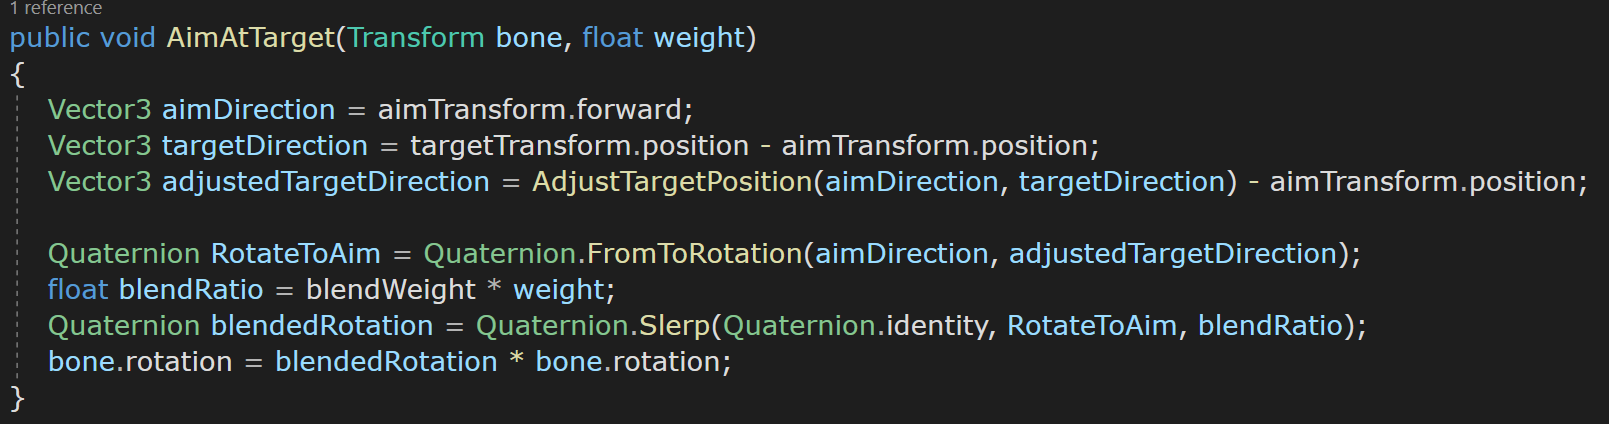 1 reference
public void AimAtTarget(Transform bone, float weight)
{
Vector3 aimDirection = aimTransform.forward;
Vector3 targetDirection = targetTransform.position - aimTransform.position;
Vector3 adjustedTargetDirection = AdjustTargetPosition(aimDirection, targetDirection) - aimTransform.position;
Quaternion RotateToAim = Quaternion.FromToRotation(aimDirection, adjustedTargetDirection);
float blendRatio = blendWeight * weight;
Quaternion blendedRotation = Quaternion.Slerp(Quaternion.identity, RotateToAim, blendRatio);
bone.rotation = blendedRotation * bone.rotation;
}